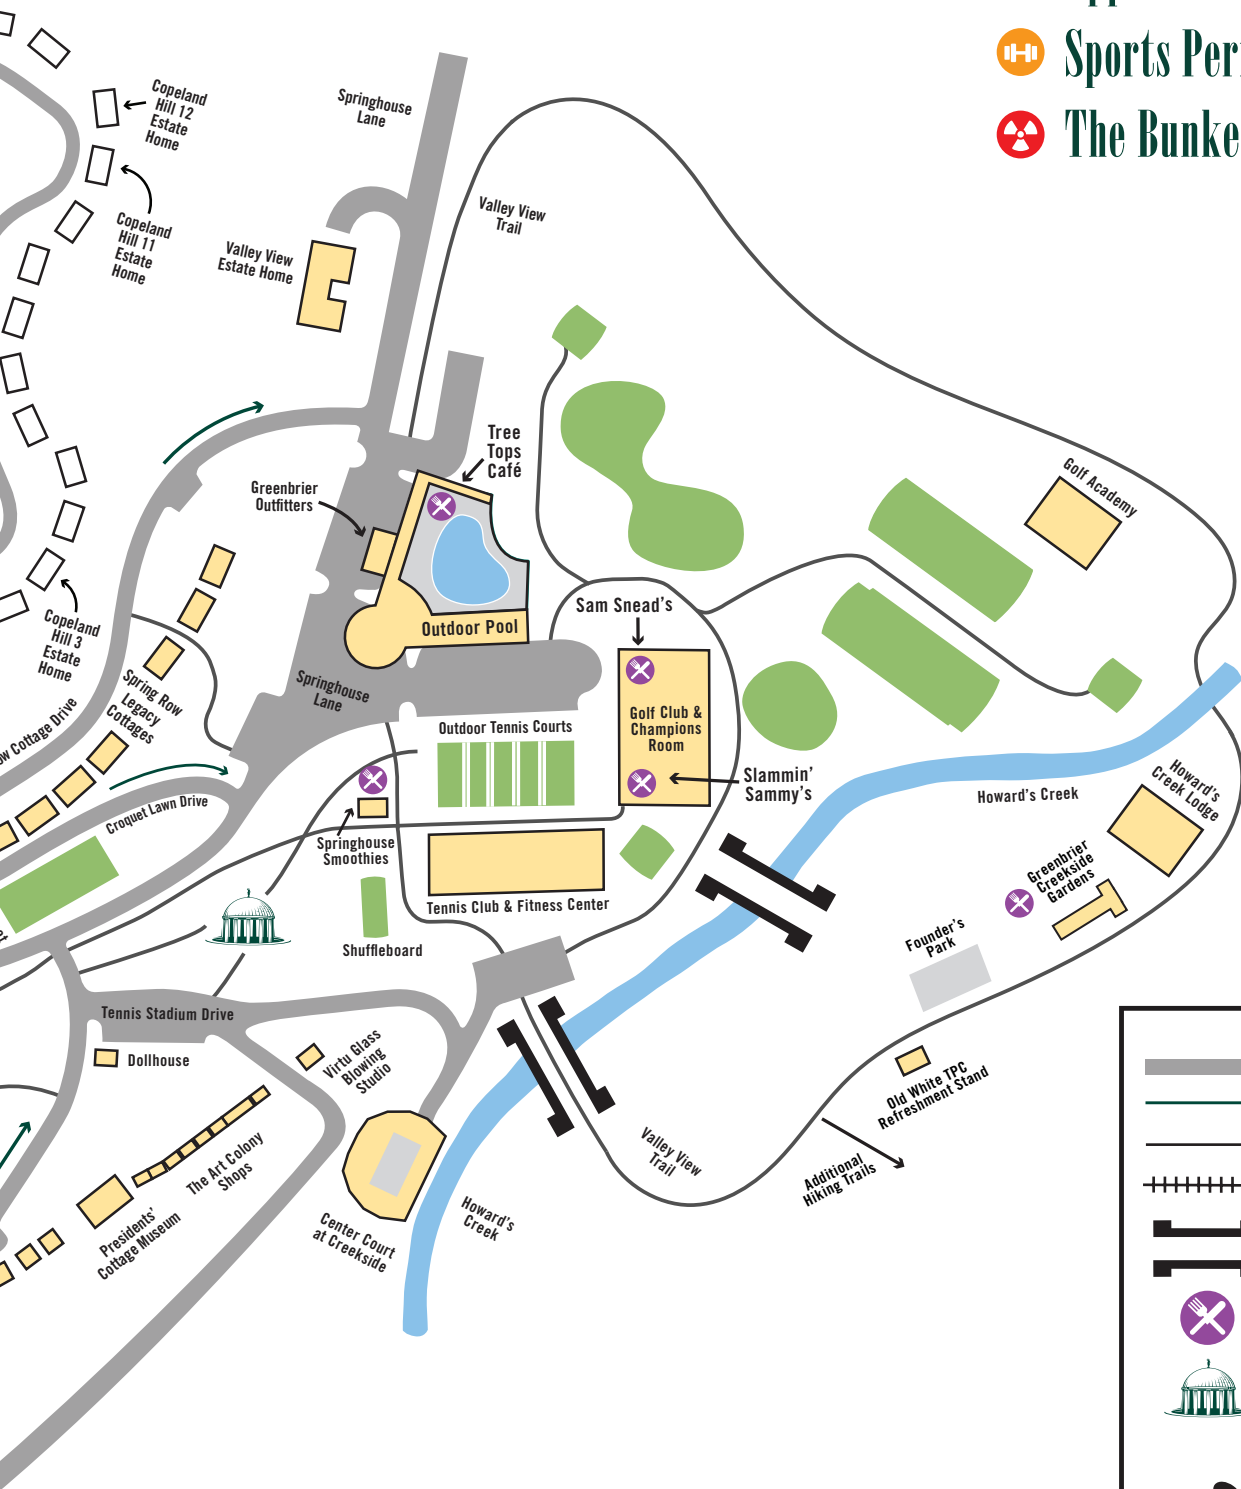 Sports Per
The Bunke
Copeland
Hill 12
Estate
Home
Springhouse
Lane
Copeland
Hill 11
Estate
Home
Valley View
Estate Home
Valley View
Trail
Tree
Tops
Café
Greenbrier
Outfitters
Golf Academy
Copeland
Hill 3
Estate
Home
Sam Snead's
Outdoor Pool
Spring Row
Legacy
Cottages
Springhouse
Lane
ow Cottage Drive
Outdoor Tennis Courts
Golf Club &
Champions
Room
Slammin'
Sammy's
Howard's Creek
Howard's
Creek Lodge
Croquet Lawn Drive
Springhouse
Smoothies
Greenbrier
Creekside
Gardens
Tennis Club & Fitness Center
Shuffleboard
Founder's
Park
et
Tennis Stadium Drive
Dollhouse
Virtu Glass
Blowing
Studio
Old White TPC
Refreshment Stand
The Art Colony
Shops
Valley View
Trail
Additional
Hiking Trails
Presidents'
Cottage Museum
Center Court
at Creekside
Howard's
Creek